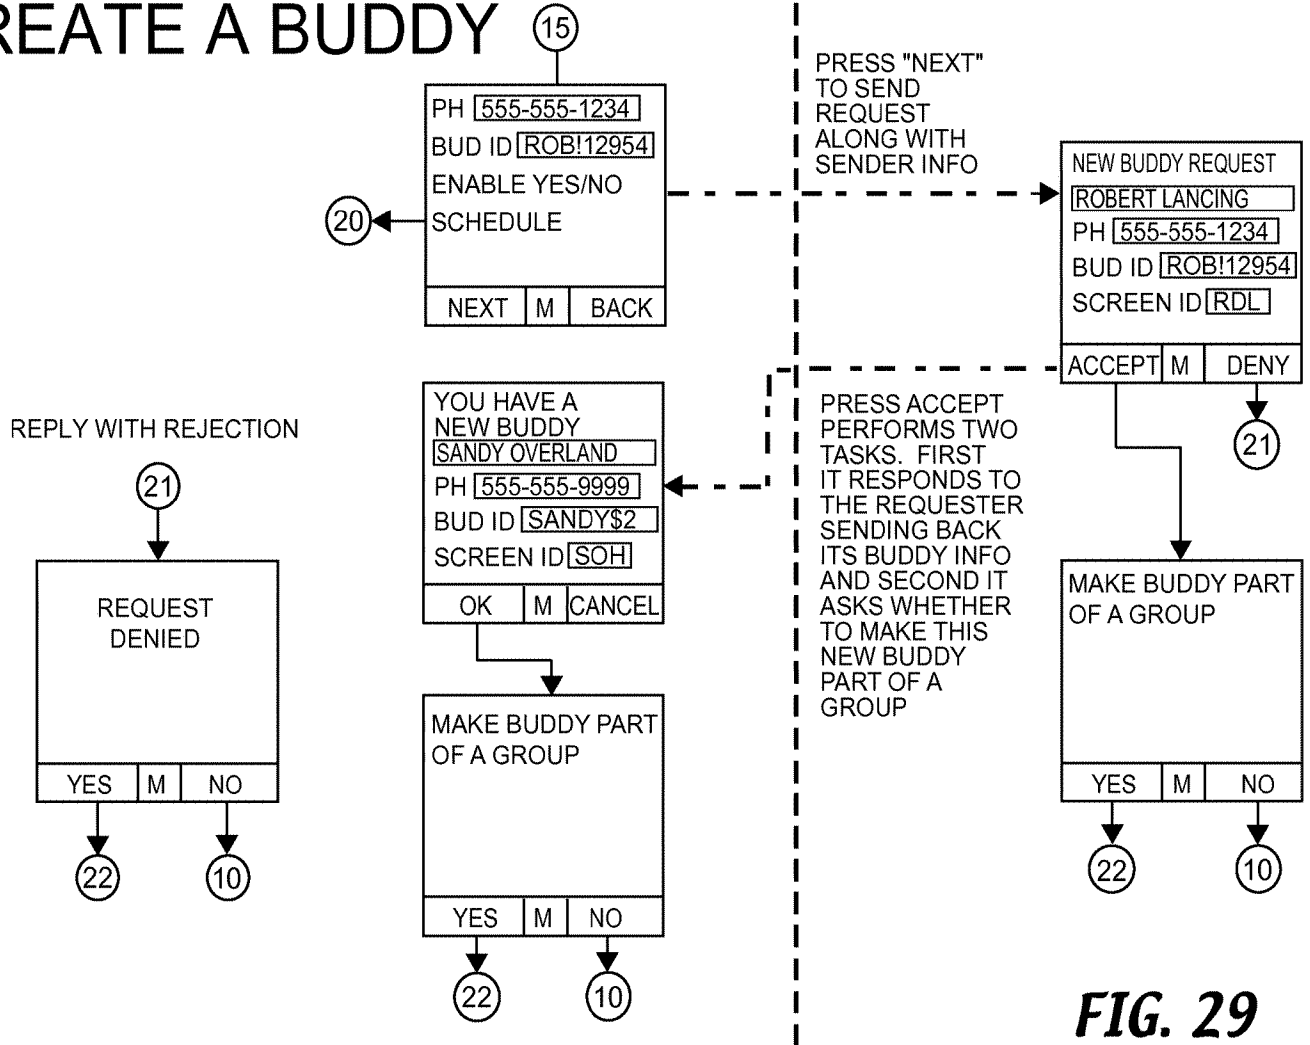 REATE A BUDDY
15
PH 555-555-1234
BUD ID ROB!12954
ENABLE YES/NO
20
SCHEDULE
NEXT M BACK
PRESS "NEXT"
TO SEND
REQUEST
ALONG WITH
SENDER INFO
NEW BUDDY REQUEST
ROBERT LANCING
PH 555-555-1234
BUD ID ROB!12954
SCREEN ID RDL
ACCEPT M DENY
21
REPLY WITH REJECTION
21
REQUEST
DENIED
YES M NO
22
10
YOU HAVE A
NEW BUDDY
SANDY OVERLAND
PH 555-555-9999
BUD ID SANDY$2
SCREEN ID SOH
OK M CANCEL
MAKE BUDDY PART
OF A GROUP
YES M NO
22
10
PRESS ACCEPT
PERFORMS TWO
TASKS. FIRST
IT RESPONDS TO
THE REQUESTER
SENDING BACK
ITS BUDDY INFO
AND SECOND IT
ASKS WHETHER
TO MAKE THIS
NEW BUDDY
PART OF A
GROUP
MAKE BUDDY PART
OF A GROUP
YES M NO
22
10
FIG. 29